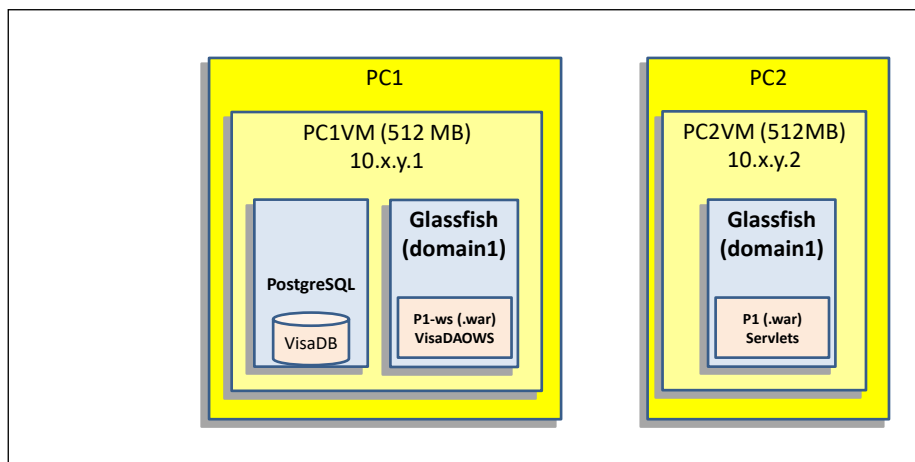 PC1
PC1VM (512 MB)
10.x.y.1
PostgreSQL
VisaDB
Glassfish
(domain1)
P1-ws (.war)
VisaDAOWS
PC2
PC2VM (512MB)
10.x.y.2
Glassfish
(domain1)
P1 (.war)
Servlets